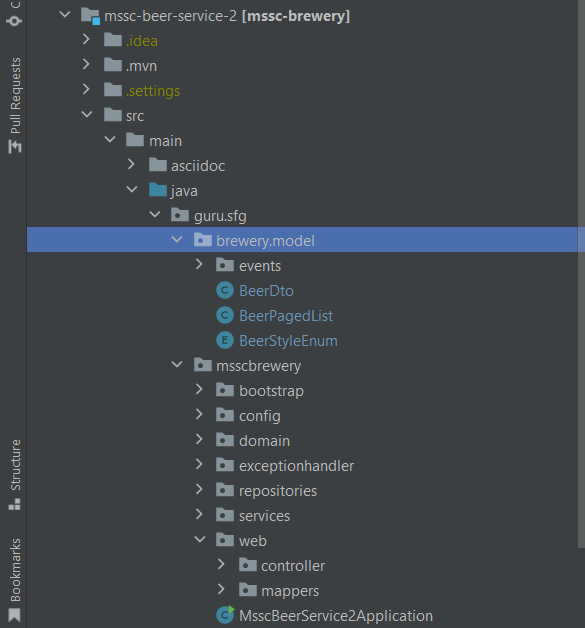 mssc-beer-service-2 [mssc-brewery]
.idea
.mvn
.settings
src
main
asciidoc
java
guru.sfg
brewery.model
events
C BeerDto
C BeerPagedList
E BeerStyleEnum
msscbrewery
bootstrap
config
domain
exceptionhandler
repositories
services
web
controller
mappers
C MsscBeerService2Application
C
Pull Requests
Structure
Bookmarks